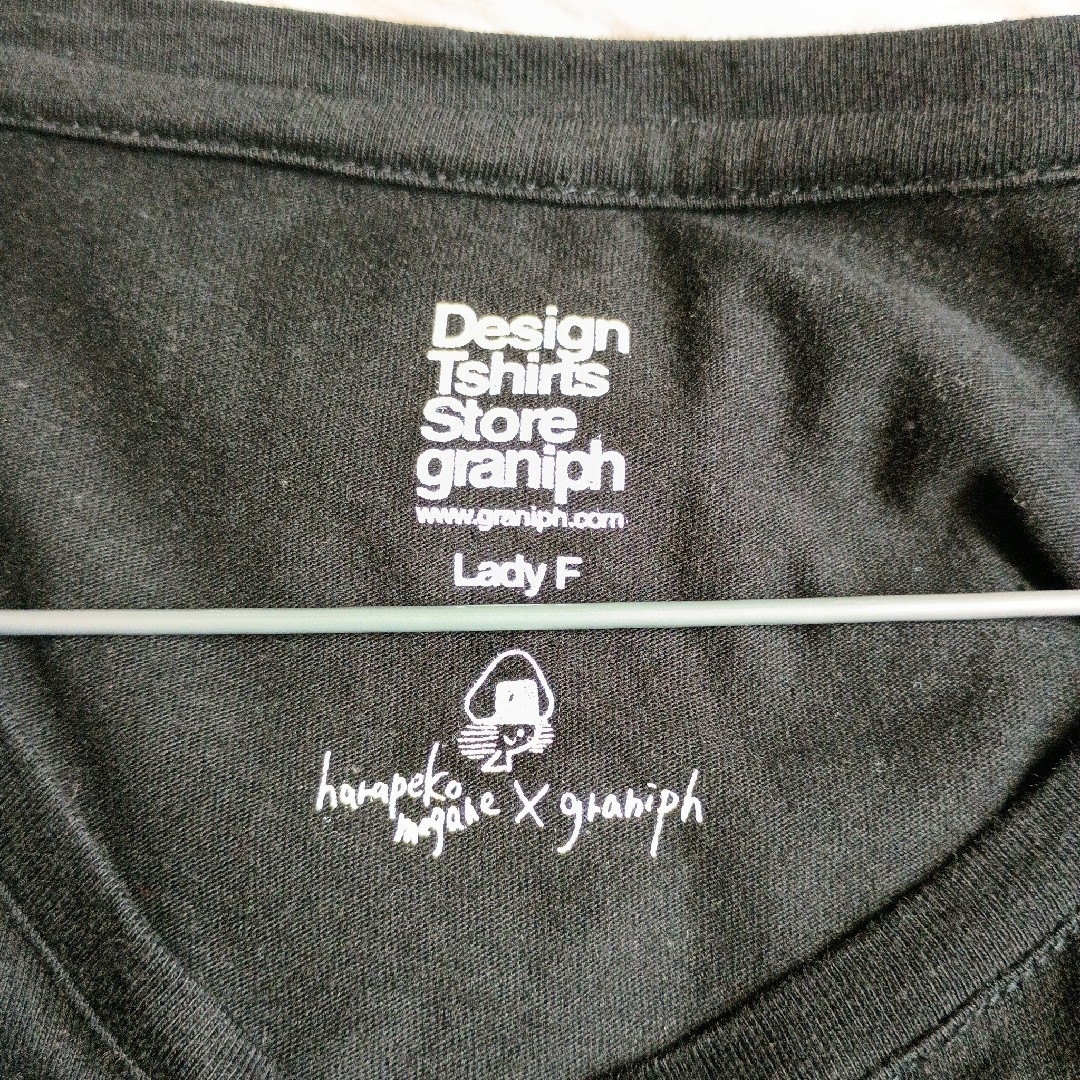 Design
Tshirts
Store
graniph
www.graniph.com
Lady F
harapeko
megane X graniph